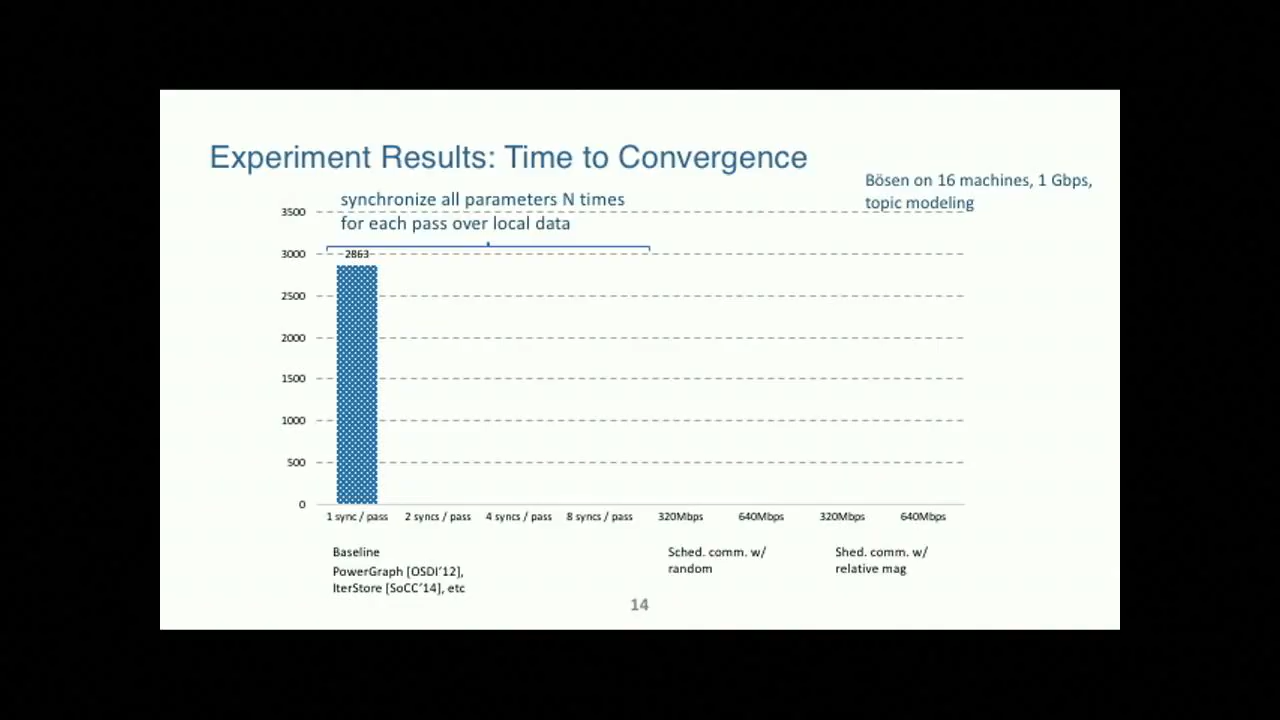 Experiment Results: Time to Convergence
Bösen on 16 machines, 1 Gbps,
topic modeling
synchronize all parameters N times
for each pass over local data
3500
3000
2500
2000
1500
1000
500
0
2863
1 sync / pass
2 syncs / pass
4 syncs / pass
8 syncs / pass
320Mbps
640Mbps
320Mbps
640Mbps
Baseline
PowerGraph [OSDI'12],
IterStore [SoCC'14], etc
Sched. comm. w/
random
Shed. comm. w/
relative mag
14